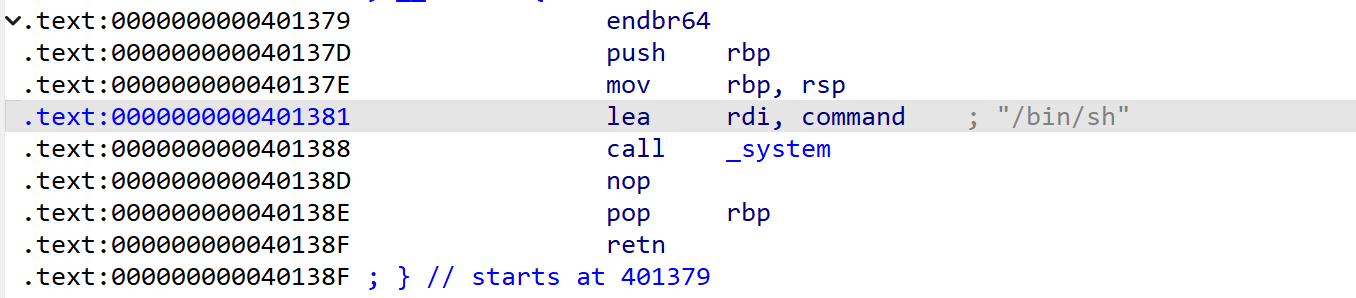 .text:0000000000401379 endbr64
.text:000000000040137D push rbp
.text:000000000040137E mov rbp, rsp
.text:0000000000401381 lea rdi, command ; "/bin/sh"
.text:0000000000401388 call _system
.text:000000000040138D nop
.text:000000000040138E pop rbp
.text:000000000040138F retn
.text:000000000040138F ; } // starts at 401379